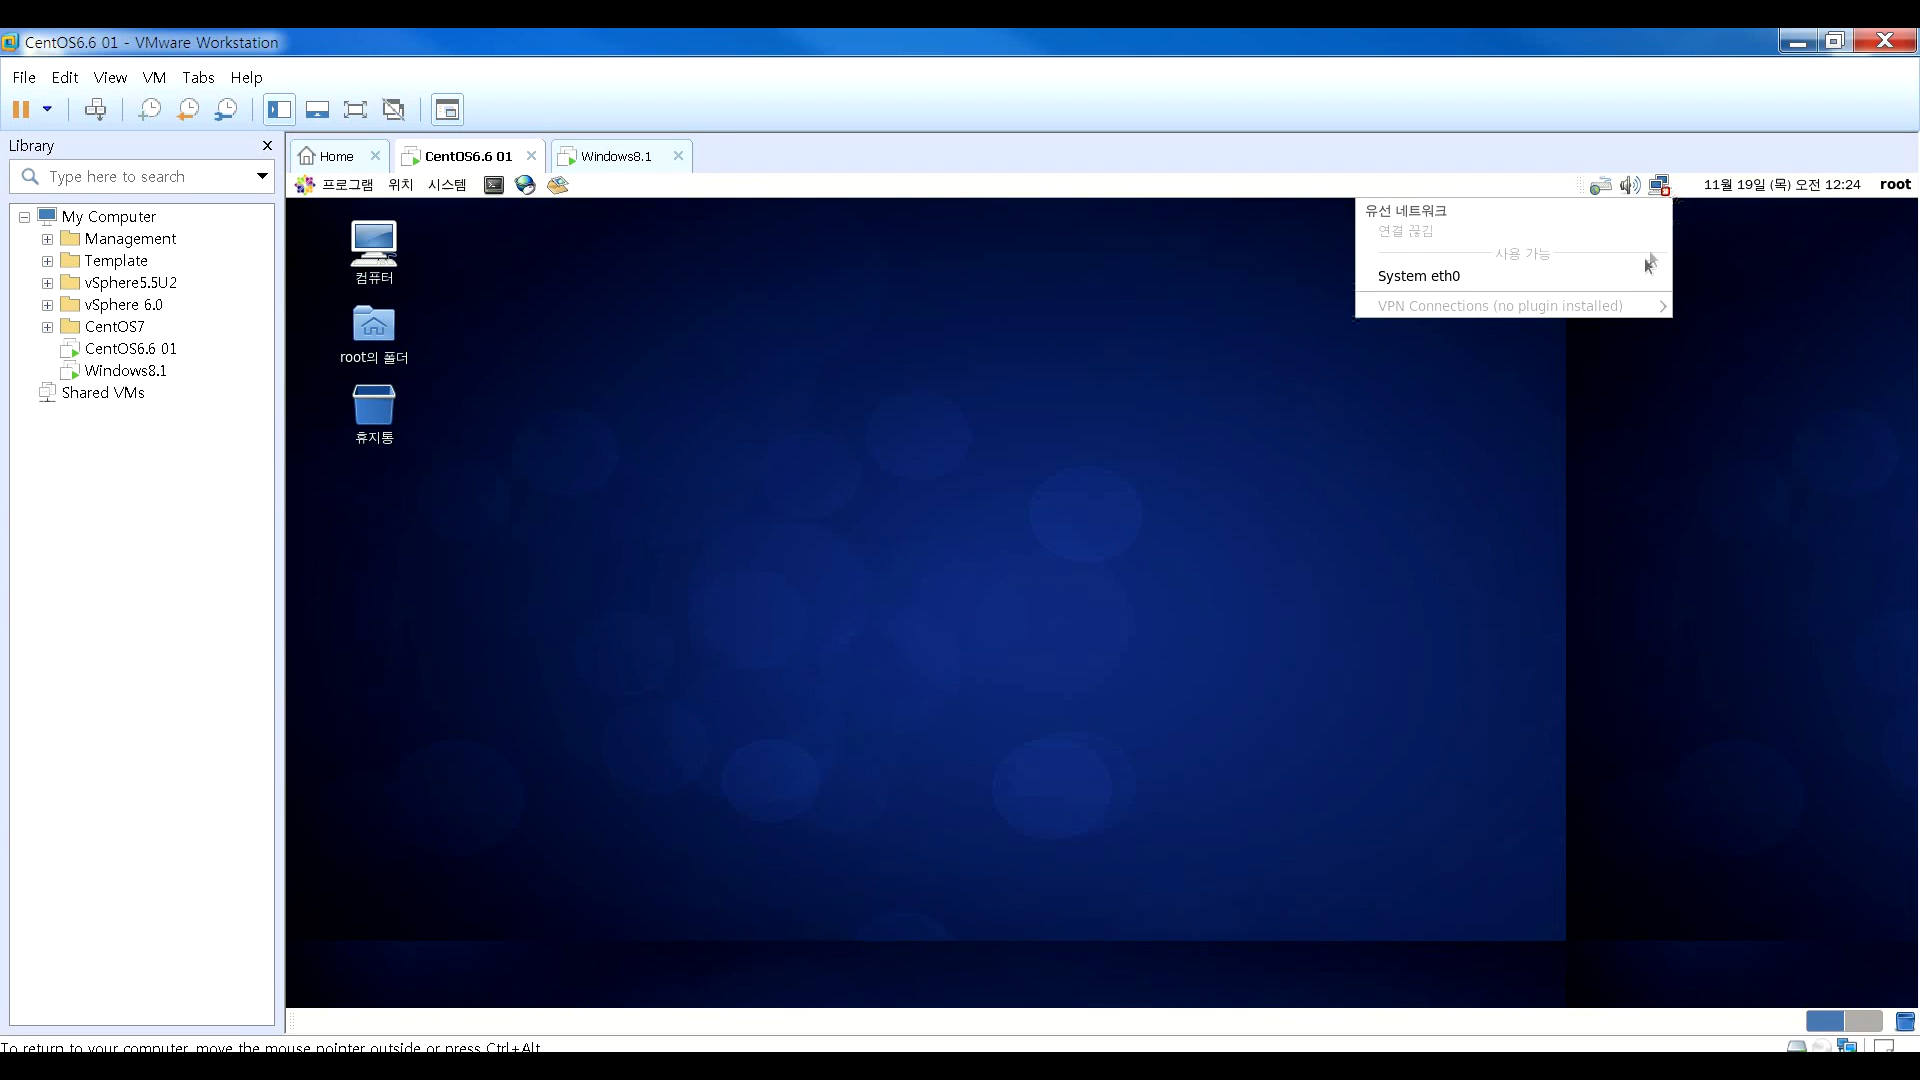 CentOS6.6 01 - VMware Workstation
File Edit View VM Tabs Help
Library
Type here to search
My Computer
Management
Template
vSphere5.5U2
vSphere 6.0
CentOS7
CentOS6.6 01
Windows8.1
Shared VMs
Home CentOS6.6 01 Windows8.1
프로그램 위치 시스템 11월 19일 (목) 오전 12:24 root
유선 네트워크
연결 끊김
사용 가능
System eth0
VPN Connections (no plugin installed)
컴퓨터
root의 폴더
휴지통
To return to your computer, move the mouse pointer outside or press Ctrl+Alt.